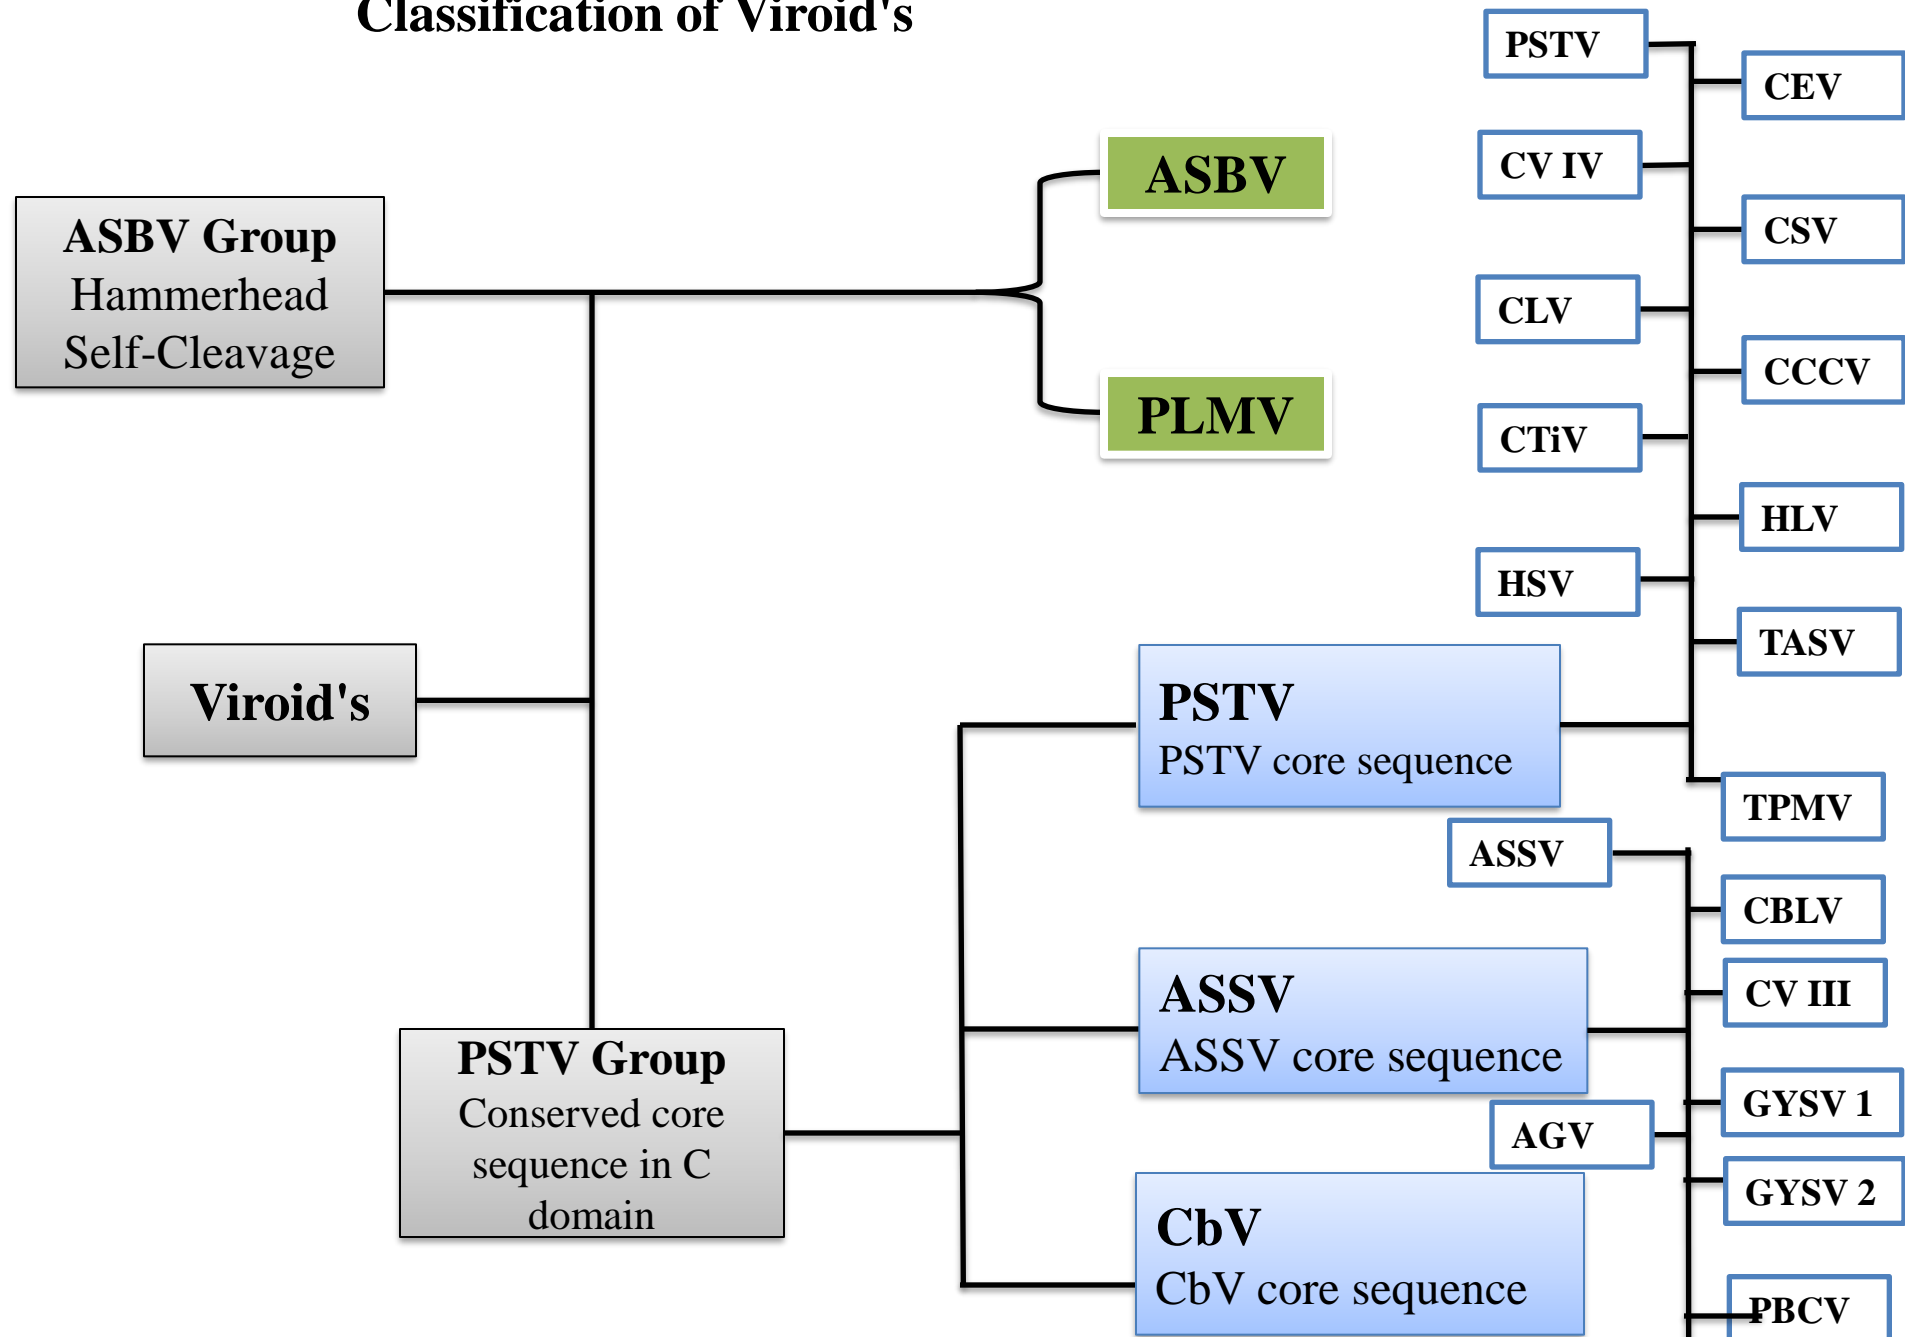 Classification of Viroid's
ASBV Group
Hammerhead
Self-Cleavage
Viroid's
PSTV Group
Conserved core
sequence in C
domain
ASBV
PLMV
PSTV
PSTV core sequence
ASSV
ASSV core sequence
CbV
CbV core sequence
PSTV
CEV
CV IV
CSV
CLV
CCCV
CTiV
HLV
HSV
TASV
TPMV
ASSV
CBLV
CV III
GYSV 1
AGV
GYSV 2
PBCV